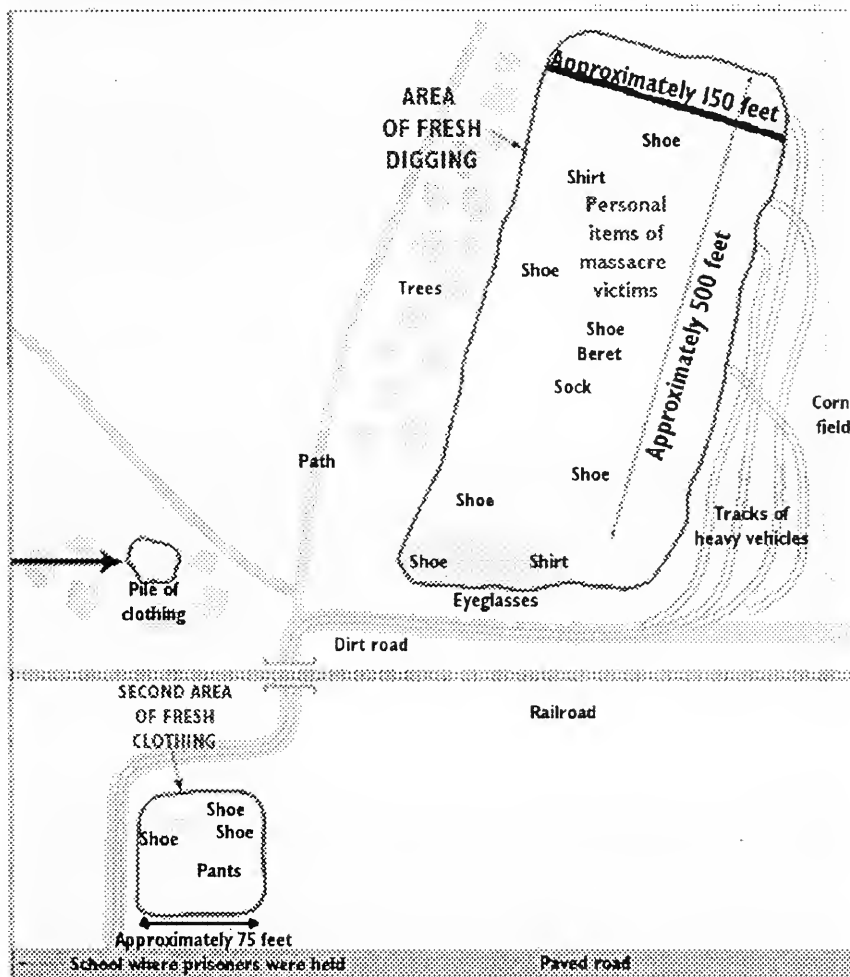 Approximately 150 feet
AREA
OF FRESH
DIGGING
Shoe
Shirt
Personal
items of
massacre
victims
Shoe
Trees
Shoe
Beret
Sock
Approximately 500 feet
Corn
field
Path
Shoe
Shoe
Tracks of
heavy vehicles
Shoe
Shirt
Pile of
clothing
Eyeglasses
Dirt road
SECOND AREA
OF FRESH
CLOTHING
Railroad
Shoe
Shoe
Shoe
Pants
Approximately 75 feet
School where prisoners were held
Paved road